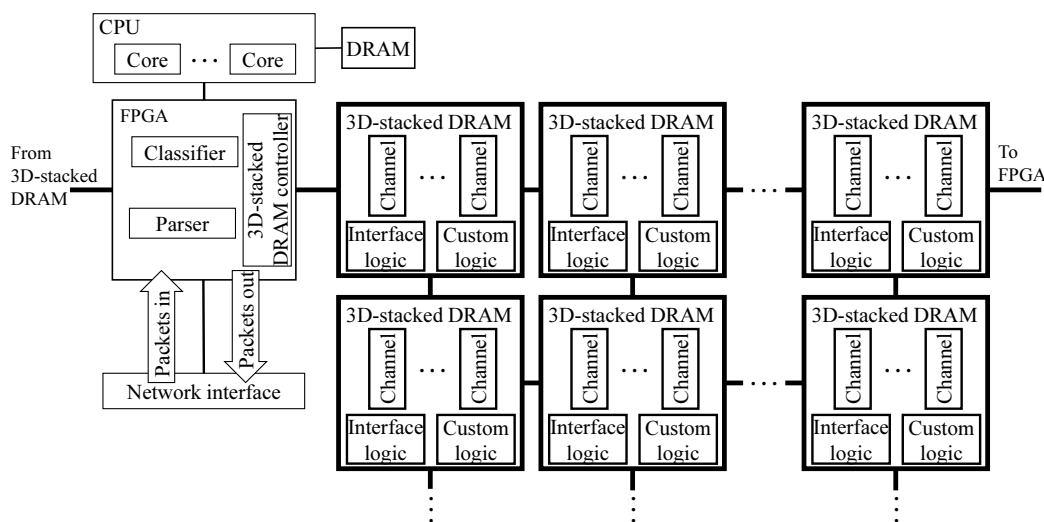 CPU
Core ··· Core
DRAM
FPGA
Classifier
Parser
3D-stacked
DRAM controller
From
3D-stacked
DRAM
Packets in
Packets out
Network interface
3D-stacked DRAM
Channel ··· Channel
Interface
logic
Custom
logic
3D-stacked DRAM
Channel ··· Channel
Interface
logic
Custom
logic
···
3D-stacked DRAM
Channel ··· Channel
Interface
logic
Custom
logic
To
FPGA
3D-stacked DRAM
Channel ··· Channel
Interface
logic
Custom
logic
3D-stacked DRAM
Channel ··· Channel
Interface
logic
Custom
logic
···
3D-stacked DRAM
Channel ··· Channel
Interface
logic
Custom
logic